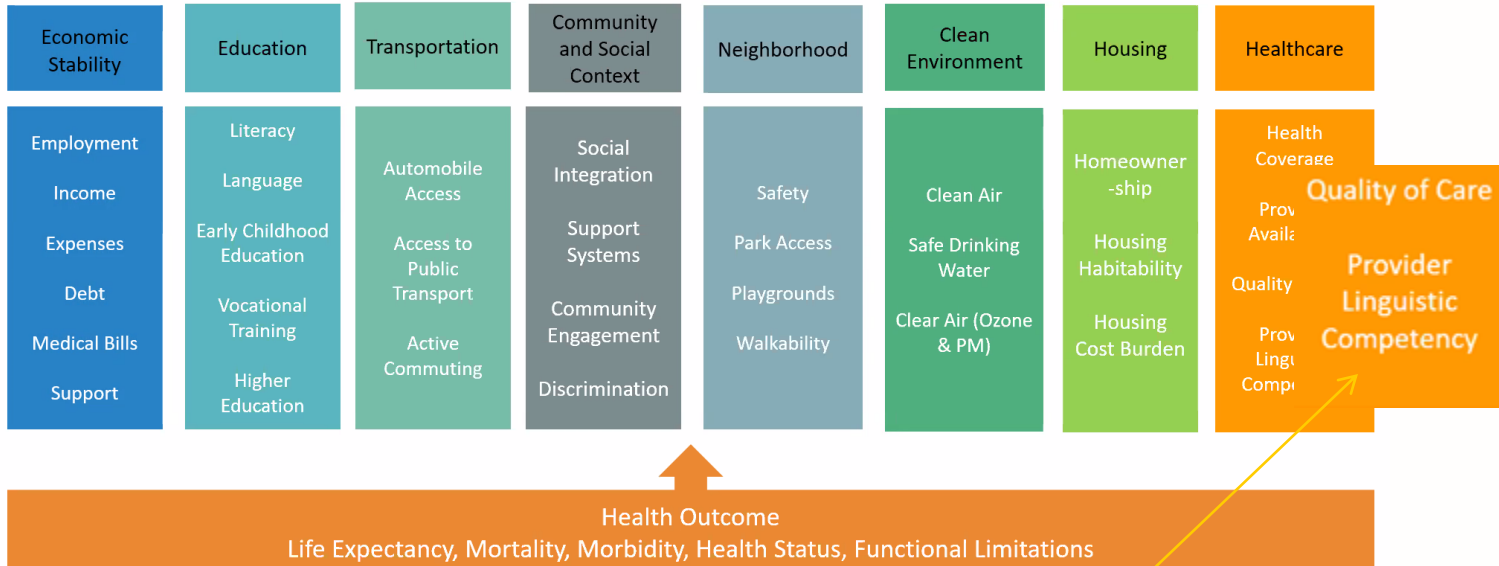 Economic
Stability
Education
Transportation
Community
and Social
Context
Neighborhood
Clean
Environment
Housing
Healthcare
Employment
Income
Expenses
Debt
Medical Bills
Support
Literacy
Language
Early Childhood
Education
Vocational
Training
Higher
Education
Automobile
Access
Access to
Public
Transport
Active
Commuting
Social
Integration
Support
Systems
Community
Engagement
Discrimination
Safety
Park Access
Playgrounds
Walkability
Clean Air
Safe Drinking
Water
Clear Air (Ozone
& PM)
Homeowner
-ship
Housing
Habitability
Housing
Cost Burden
Health
Coverage
Quality
Quality of Care
Provider
Linguistic
Competency
Health Outcome
Life Expectancy, Mortality, Morbidity, Health Status, Functional Limitations